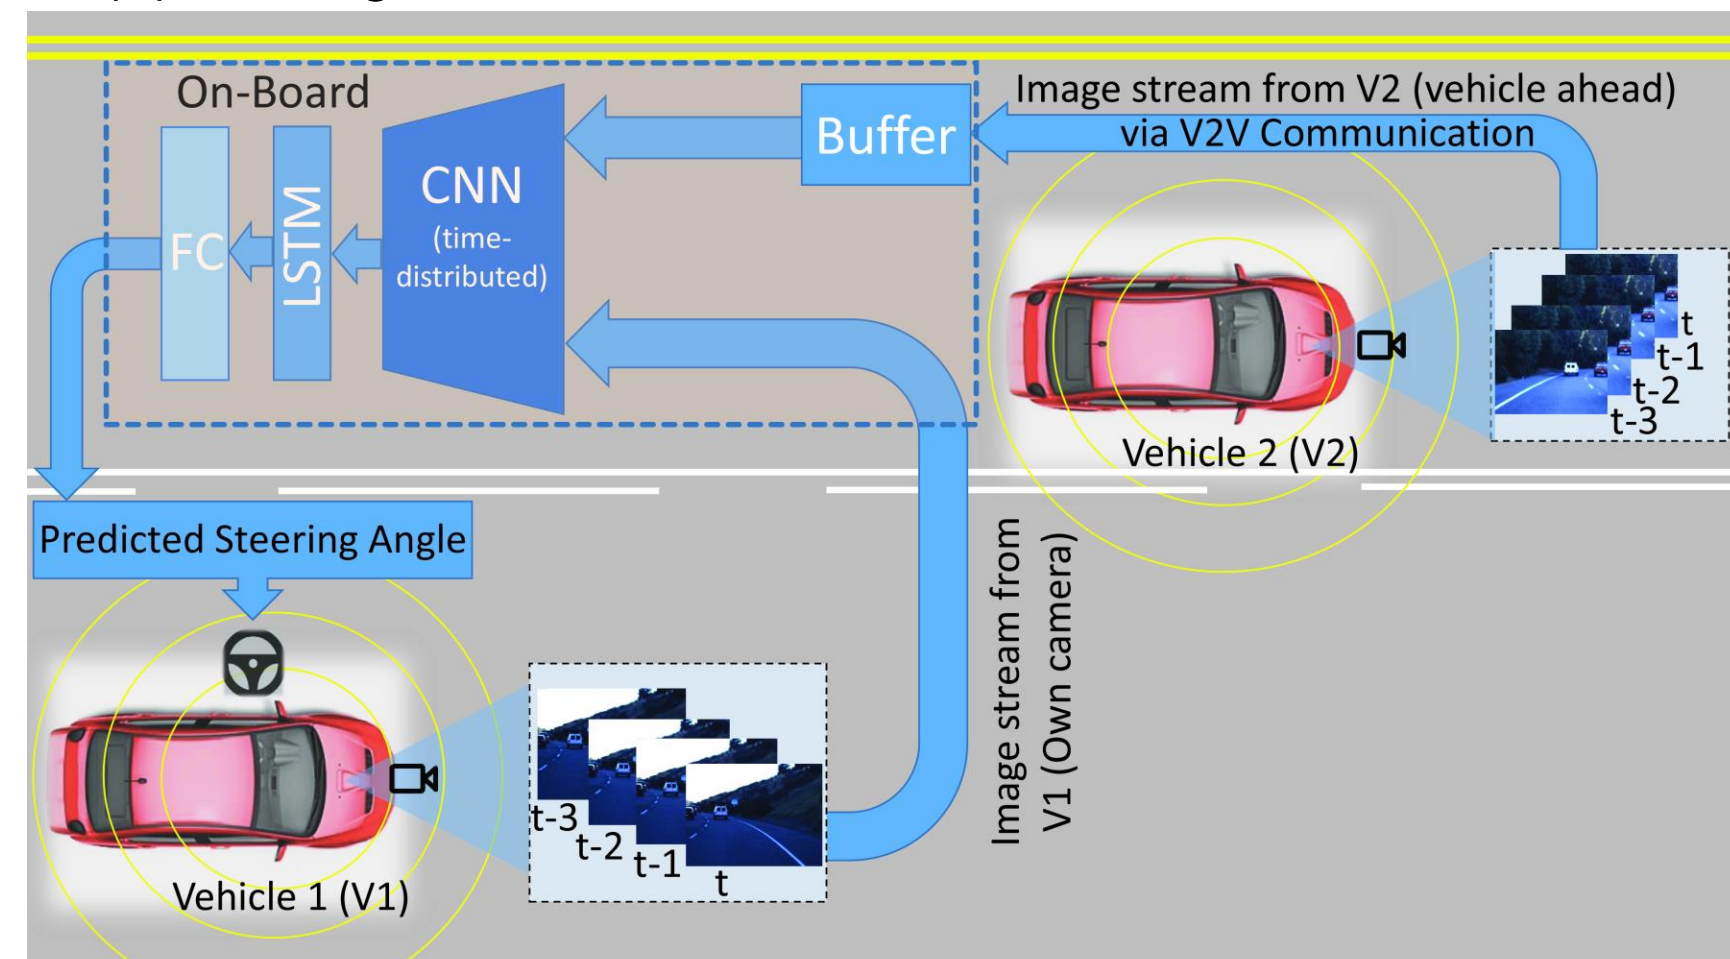 On-Board
FC
LSTM
CNN
(time-
distributed)
Buffer
Image stream from V2 (vehicle ahead)
via V2V Communication
t
t-1
t-2
t-3
Vehicle 2 (V2)
Predicted Steering Angle
Image stream from
V1 (Own camera)
t-3
t-2
t-1
t
Vehicle 1 (V1)